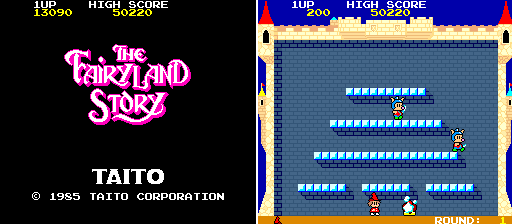 1UP HIGH SCORE
13090 50220
THE
FAIRYLAND
STORY
TAITO
© 1985 TAITO CORPORATION
1UP HIGH SCORE
200 50220
ROUND: 1